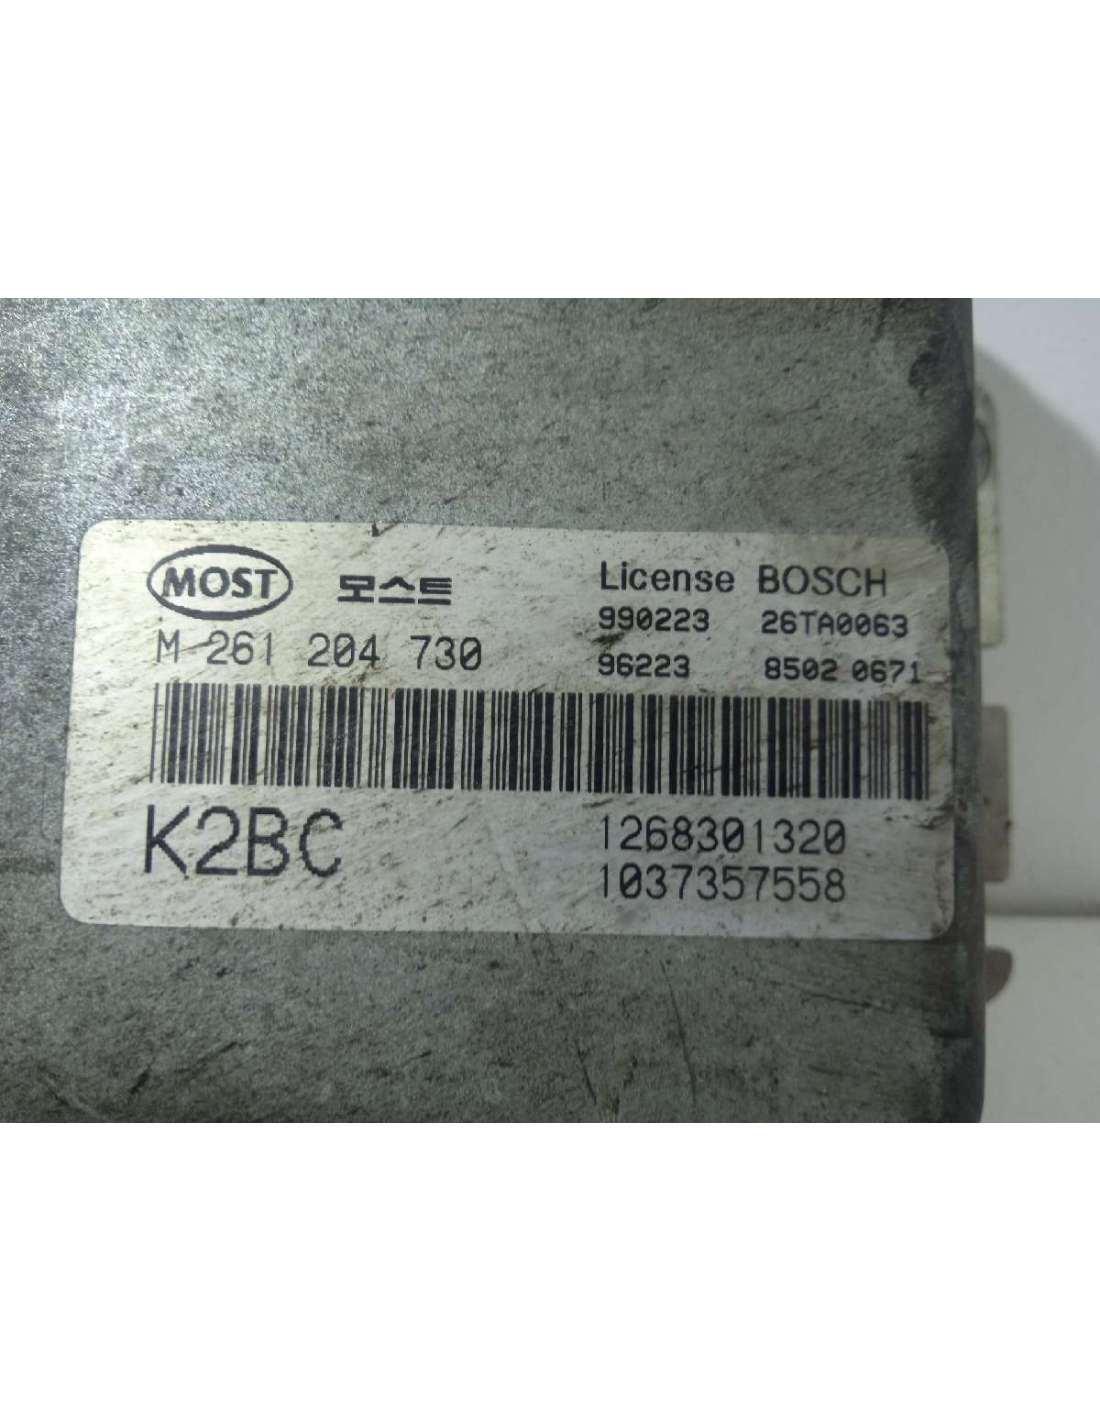 MOST 모스트 License BOSCH
990223 26TA0063
M 261 204 730
96223 8502 0671
K2BC 1268301320
1037357558